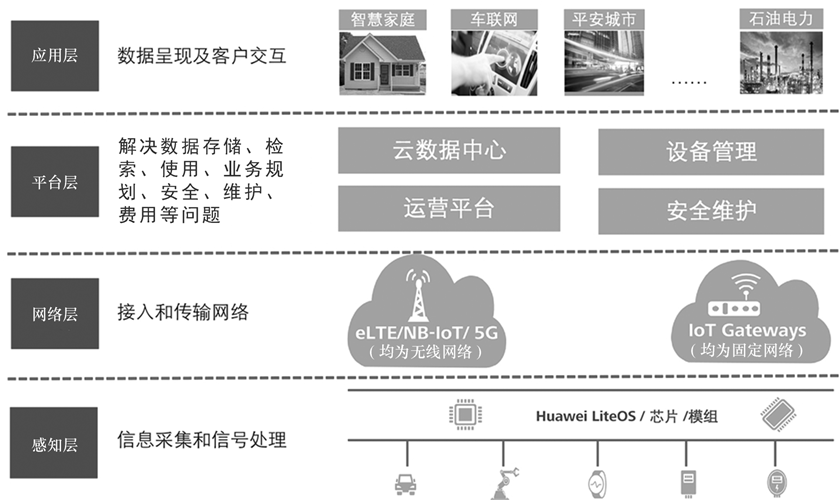 智慧家庭
车联网
平安城市
石油电力
应用层
数据呈现及客户交互
……
平台层
解决数据存储、检
索、使用、业务规
划、安全、维护、
费用等问题
云数据中心
设备管理
运营平台
安全维护
网络层
接入和传输网络
eLTE/NB-IoT/ 5G
（均为无线网络）
IoT Gateways
（均为固定网络）
感知层
信息采集和信号处理
Huawei LiteOS / 芯片 /模组